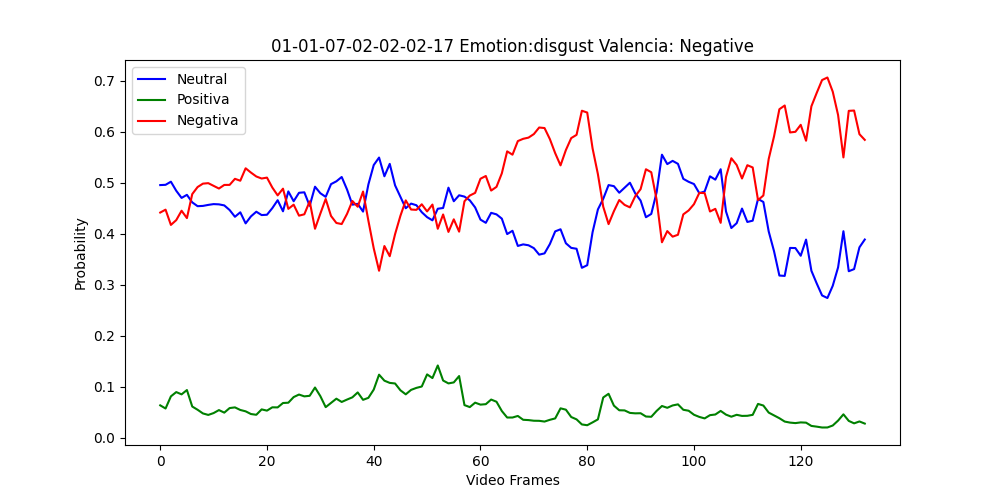 01-01-07-02-02-02-17 Emotion:disgust Valencia: Negative
Neutral
Positiva
Negativa
Probability
0.7
0.6
0.5
0.4
0.3
0.2
0.1
0.0
0 20 40 60 80 100 120
Video Frames